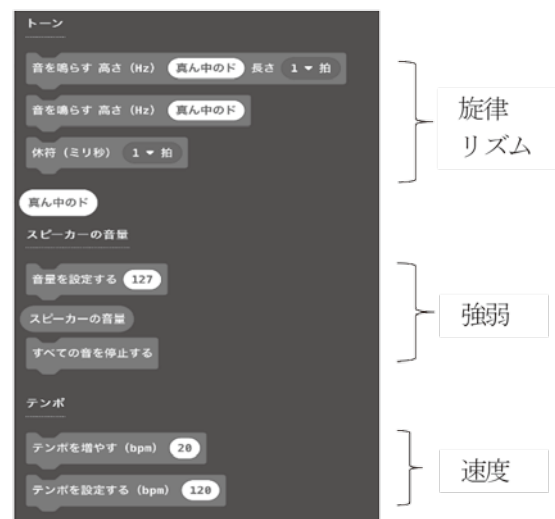 トーン
音を鳴らす 高さ (Hz) 真ん中のド 長さ 1 拍
音を鳴らす 高さ (Hz) 真ん中のド
休符 (ミリ秒) 1 拍
旋律
リズム
真ん中のド
スピーカーの音量
音量を設定する 127
スピーカーの音量
すべての音を停止する
強弱
テンポ
テンポを増やす (bpm) 20
テンポを設定する (bpm) 120
速度